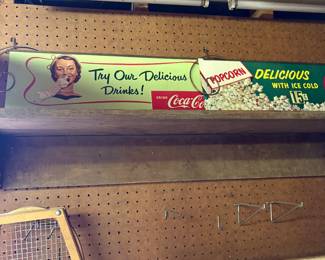 Try Our Delicious
Drinks!
DRINK
Coca-Cola
POPCORN
DELICIOUS
WITH ICE COLD
15¢